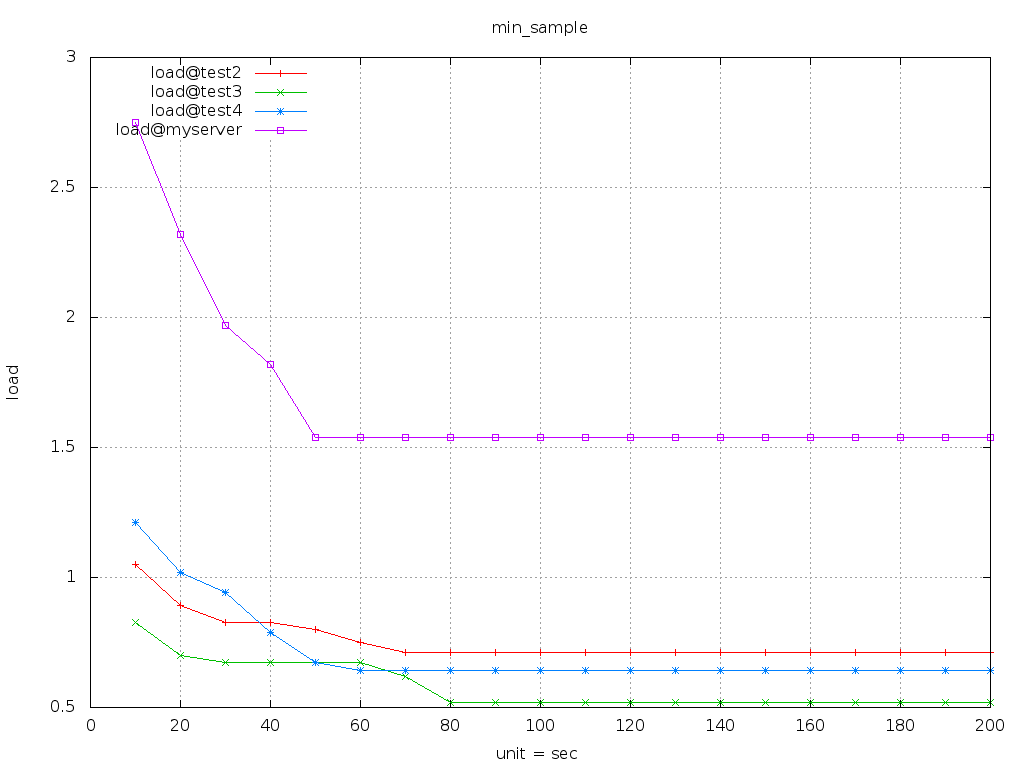 min_sample
3
load@test2
load@test3
load@test4
load@myserver
2.5
2
load
1.5
1
0.5
0 20 40 60 80 100 120 140 160 180 200
unit = sec